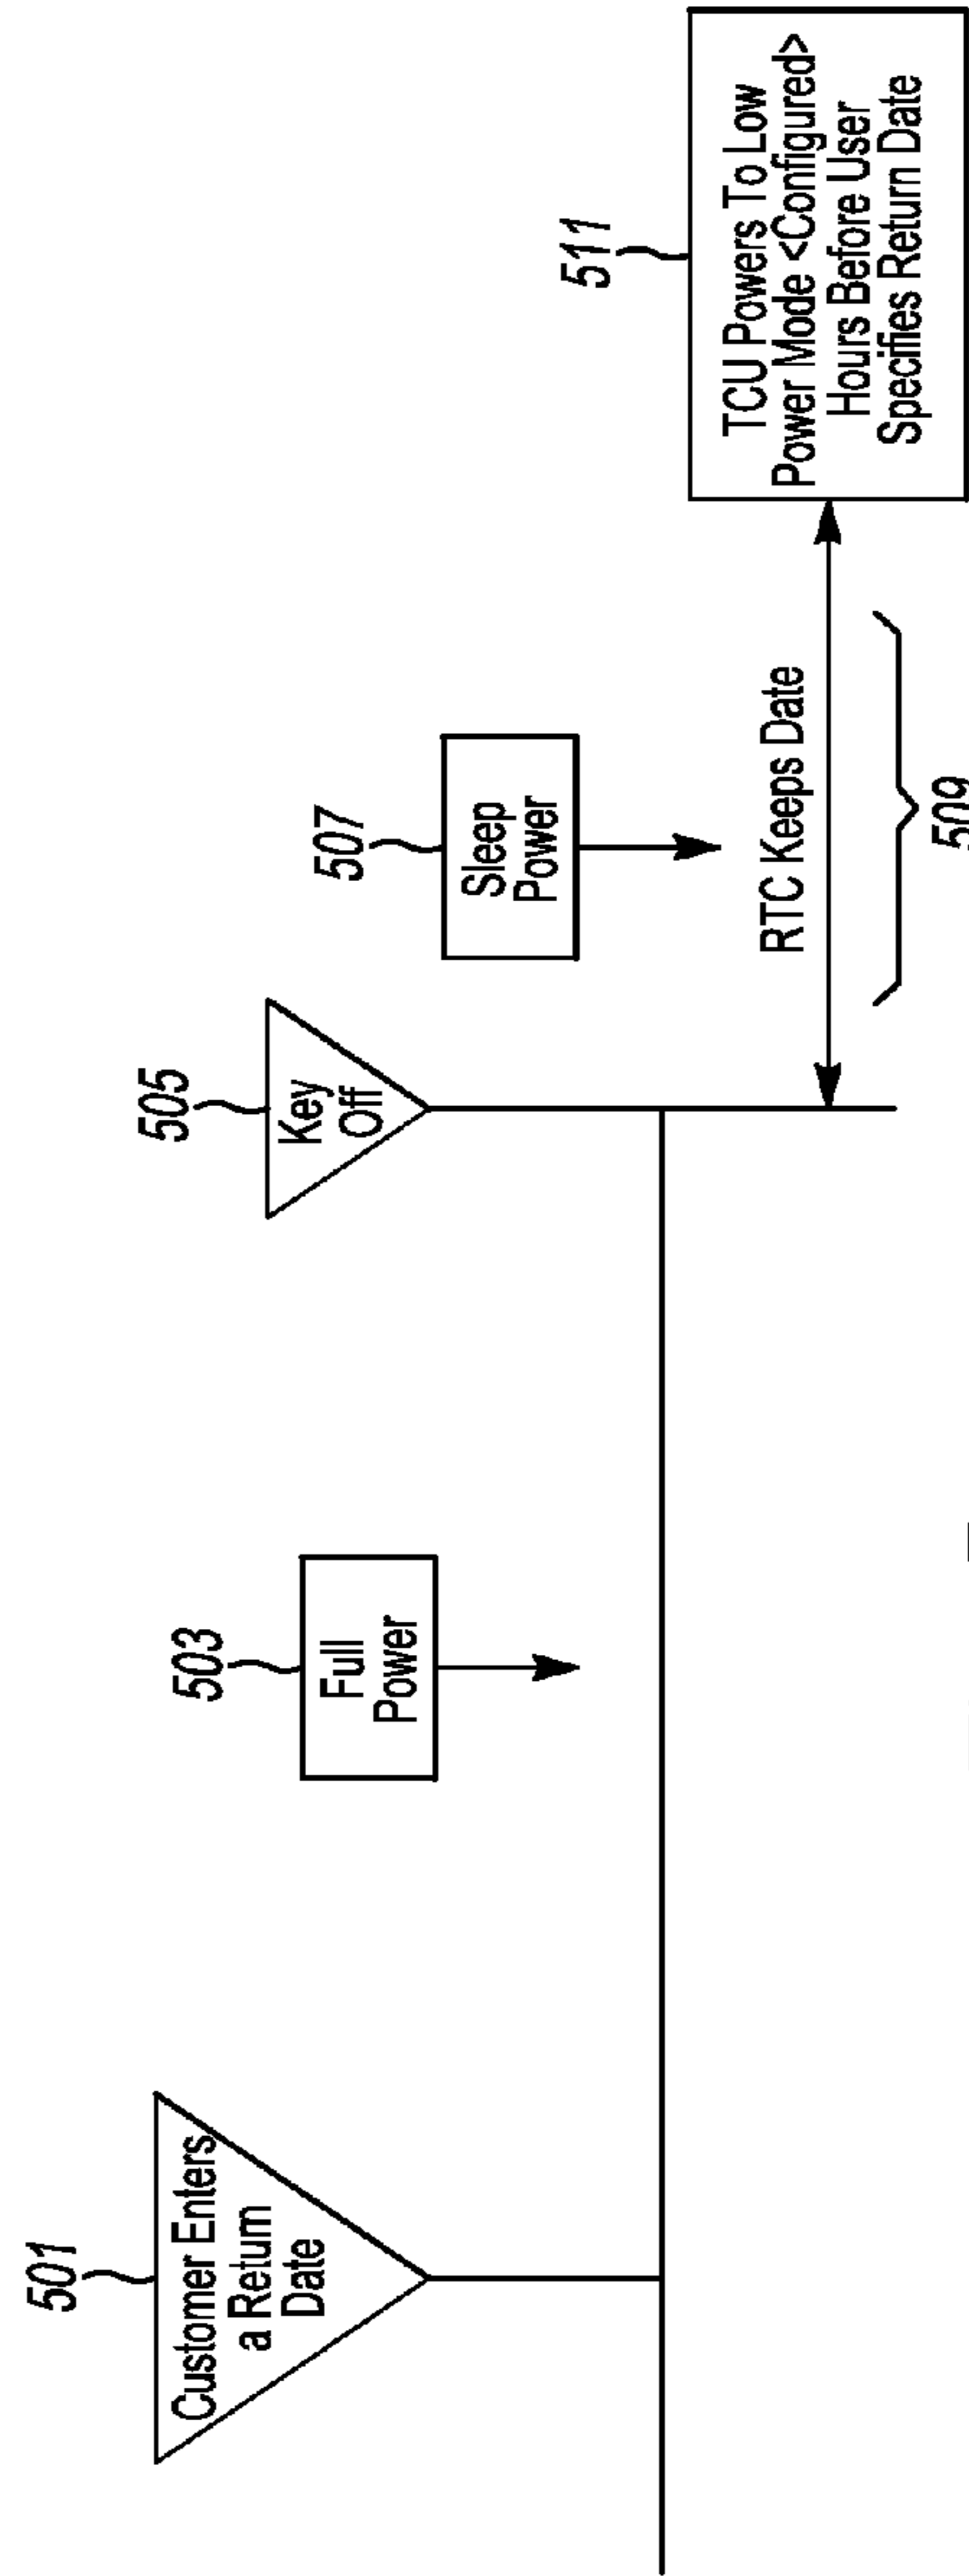 501
Customer Enters
a Return
Date
503
Full
Power
505
Key
Off
507
Sleep
Power
RTC Keeps Date
509
511
TCU Powers To Low
Power Mode <Configured>
Hours Before User
Specifies Return Date